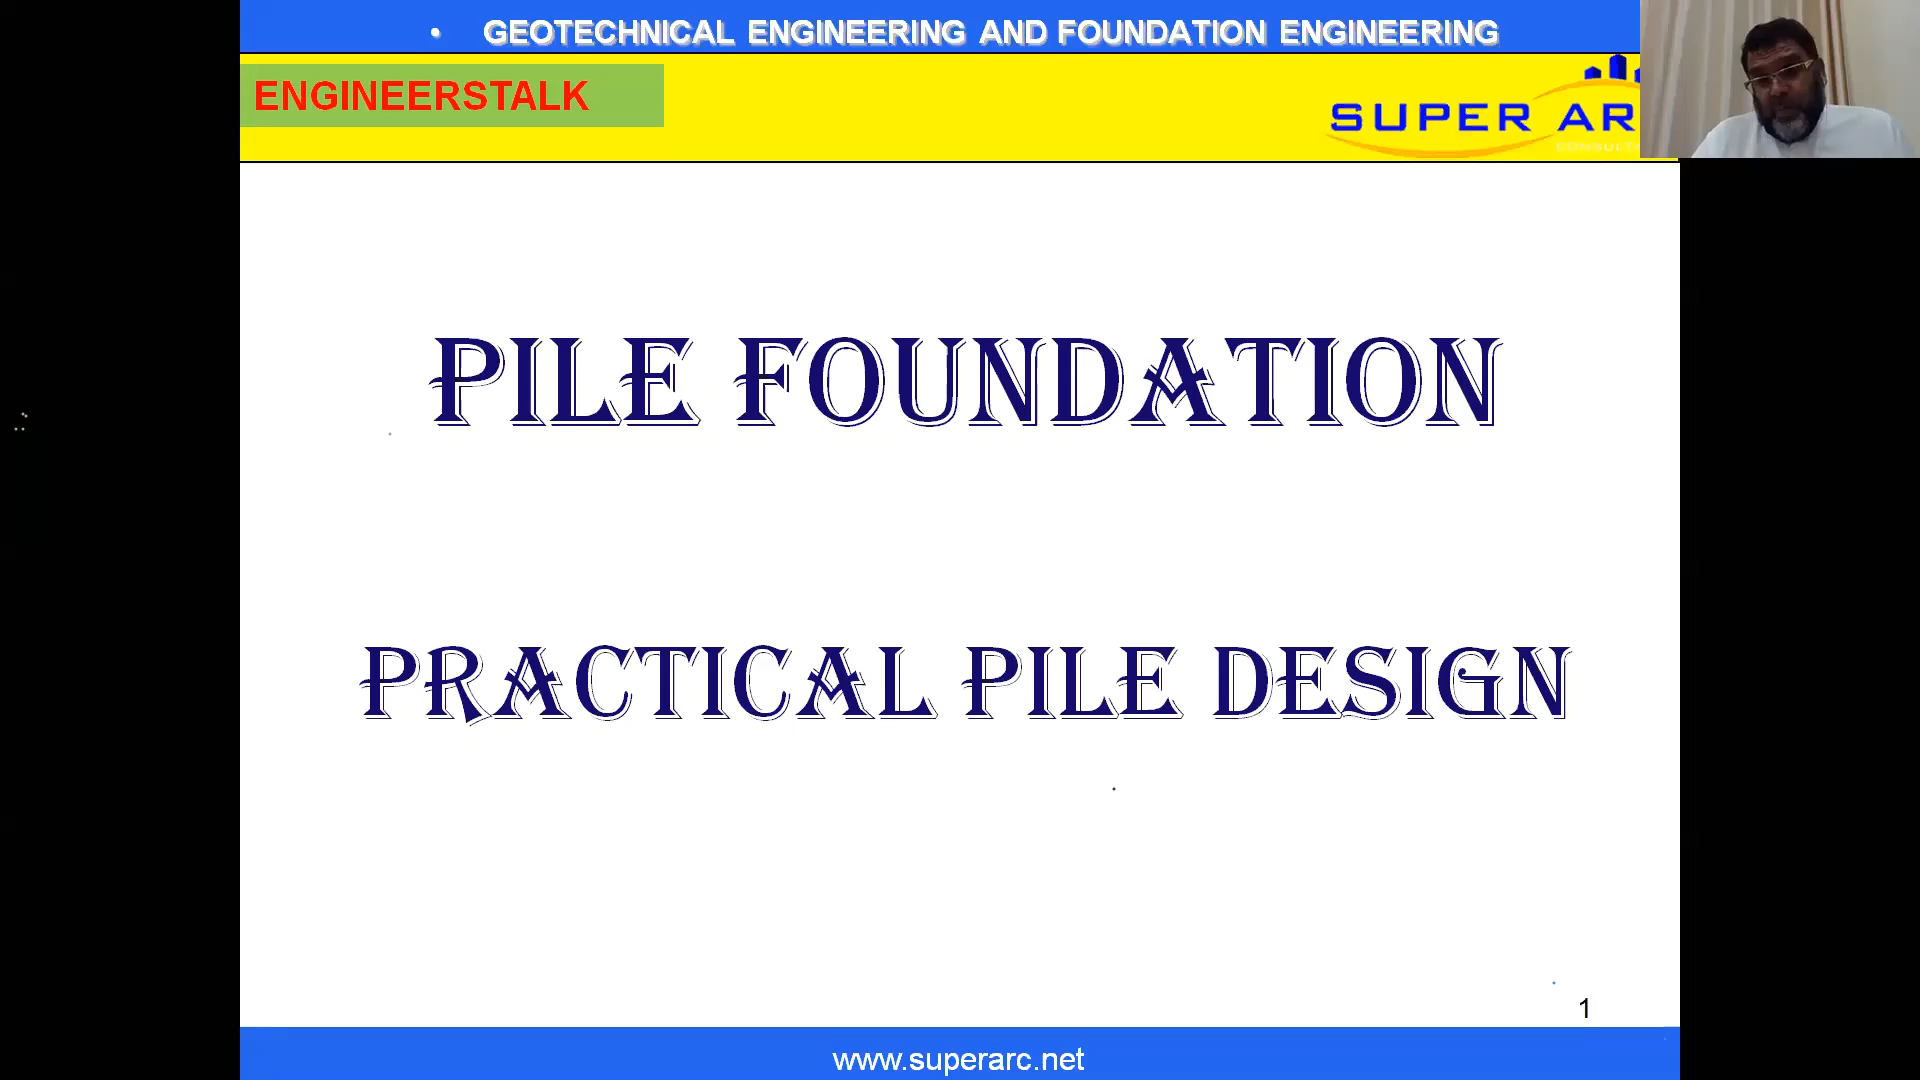 • GEOTECHNICAL ENGINEERING AND FOUNDATION ENGINEERING
ENGINEERSTALK
SUPER AR
PILE FOUNDATION
PRACTICAL PILE DESIGN
1
www.superarc.net